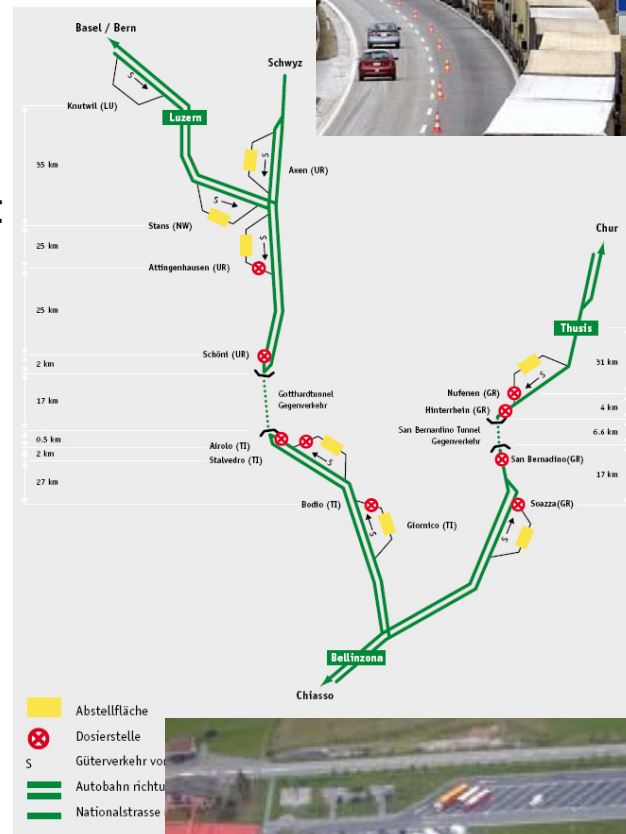 Basel / Bern
Schwyz
Knutwil (LU)
Luzern
35 km
Axen (UR)
Stans (NW)
25 km
Attingenhausen (UR)
25 km
Schöni (UR)
2 km
17 km
Gotthardtunnel
Gegenverkehr
0.5 km
Airolo (TI)
2 km
Stalvedro (TI)
27 km
Bodio (TI)
Giornico (TI)
Chur
Thusis
31 km
Nufenen (GR)
Hinterrhein (GR)
4 km
San Bernardino Tunnel
Gegenverkehr
6.6 km
San Bernadino(GR)
17 km
Soazza(GR)
S
S
S
S
S
S
S
S
Bellinzona
Chiasso
Abstellfläche
Dosierstelle
S Güterverkehr
Autobahn
Nationalstrasse